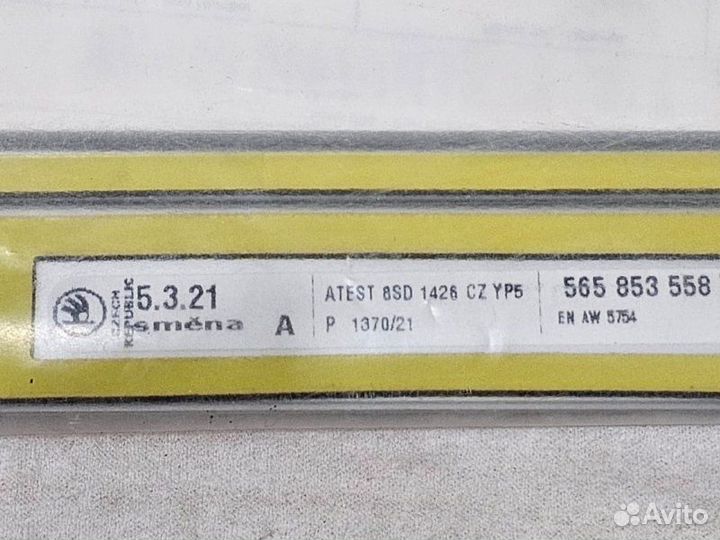 CZECH
REPUBLIC
5.3.21
směna A
ATEST 8SD 1426 CZ YP5
P 1370/21
565 853 558
EN AW 5754
Avito